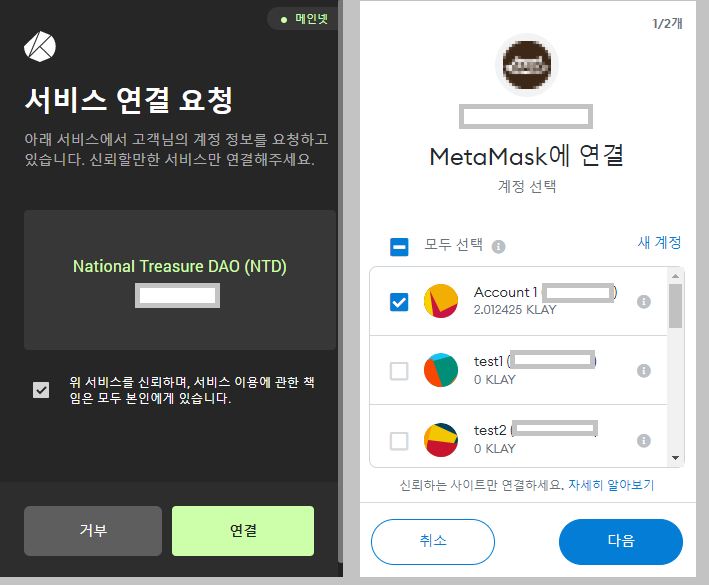 메인넷
서비스 연결 요청
아래 서비스에서 고객님의 계정 정보를 요청하고
있습니다. 신뢰할만한 서비스만 연결해주세요.
National Treasure DAO (NTD)
위 서비스를 신뢰하며, 서비스 이용에 관한 책
임은 모두 본인에게 있습니다.
거부
연결
1/2개
MetaMask에 연결
계정 선택
모두 선택
새 계정
Account 1 ( )
2.012425 KLAY
test1 ( )
0 KLAY
test2 (
0 KLAY
신뢰하는 사이트만 연결하세요. 자세히 알아보기
취소
다음